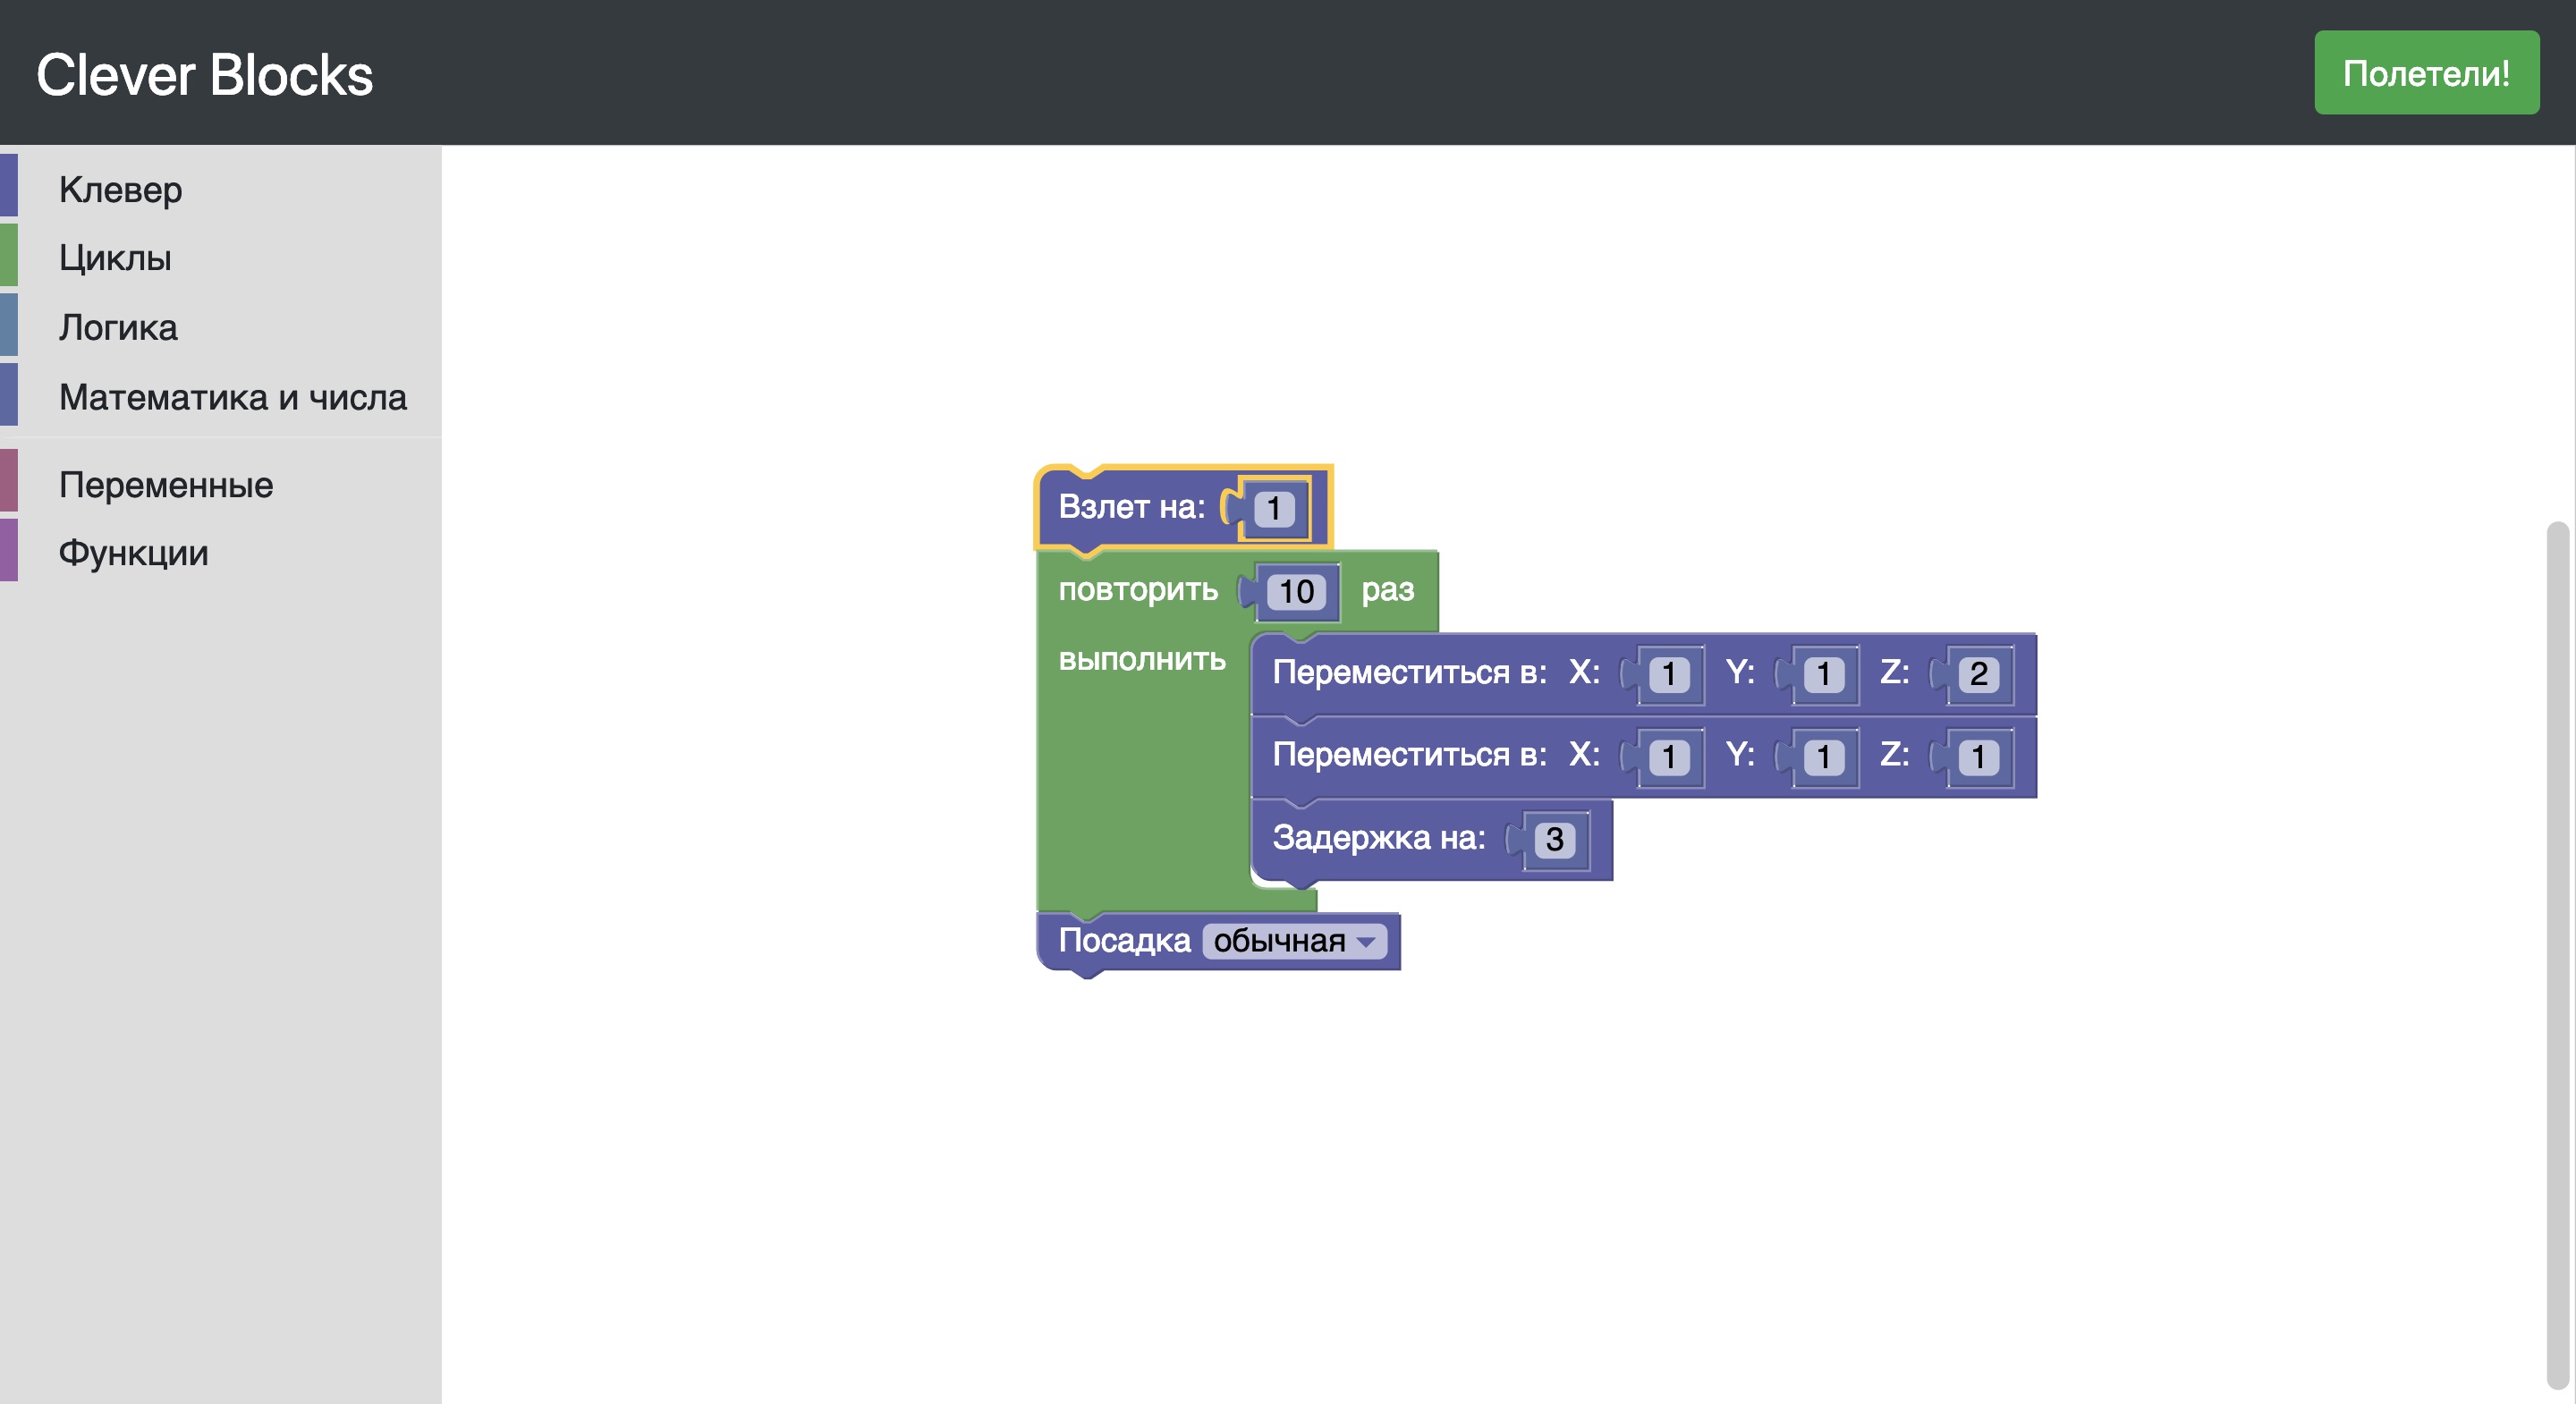 Clever Blocks
Полетели!
Клевер
Циклы
Логика
Математика и числа
Переменные
Функции
Взлет на: 1
повторить 10 раз
выполнить
Переместиться в: X: 1 Y: 1 Z: 2
Переместиться в: X: 1 Y: 1 Z: 1
Задержка на: 3
Посадка обычная